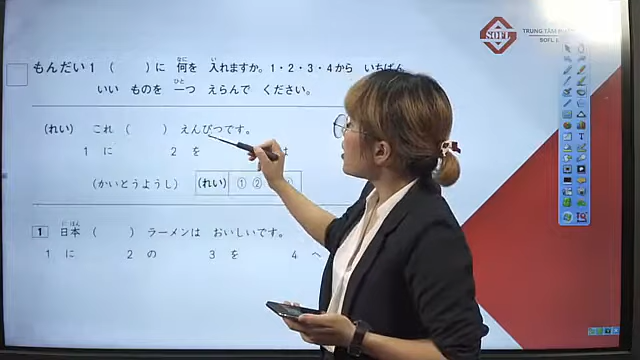 もんだい1 （　　）に 何を 入れますか。1・2・3・4から いちばん
いい ものを 一つ えらんで ください。
（れい） これ（　　） えんぴつです。
1 に 2 を は
（かいとうようし） （れい） ① ②
1 日本（　　） ラーメンは おいしいです。
1 に 2 の 3 を 4 へ
SOFL
TRUNG TÂM
SOFL